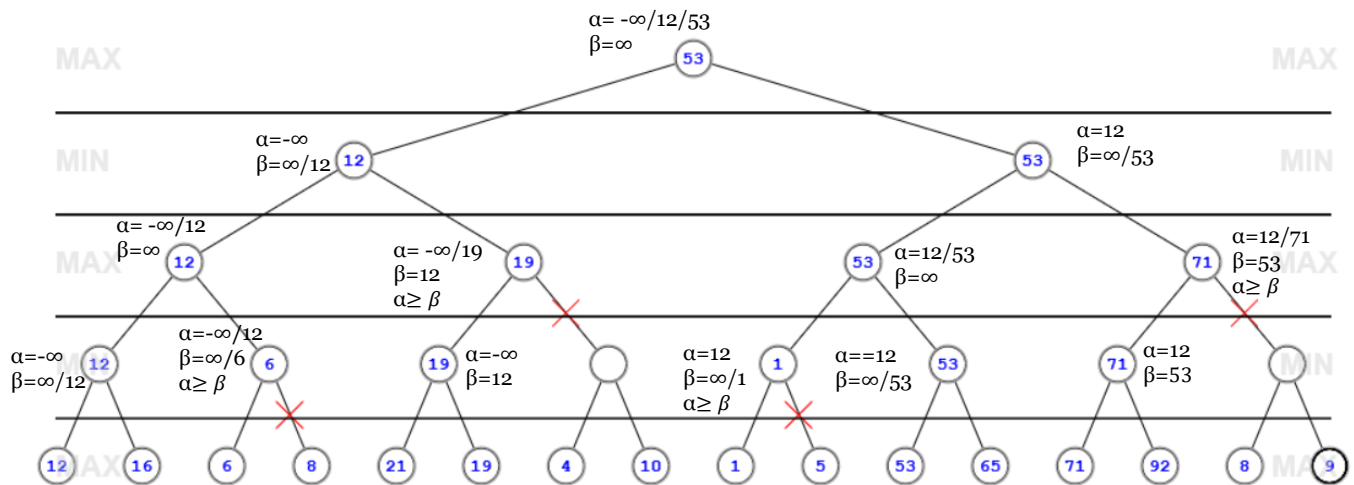 α= -∞/12/53
β=∞
MAX
53
MAX
α=-∞
β=∞/12
MIN
12
53
α=12
β=∞/53
MIN
α= -∞/12
β=∞
MAX
12
α= -∞/19
β=12
α≥ β
19
53
α=12/53
β=∞
71
α=12/71
β=53
α≥ β
MAX
α=-∞
β=∞/12
MIN
12
α=-∞/12
β=∞/6
α≥ β
6
19
α=-∞
β=12
α=12
β=∞/1
α≥ β
1
α==12
β=∞/53
53
71
α=12
β=53
MIN
MAX
12
16
6
8
21
19
4
10
1
5
53
65
71
92
8
9
MAX